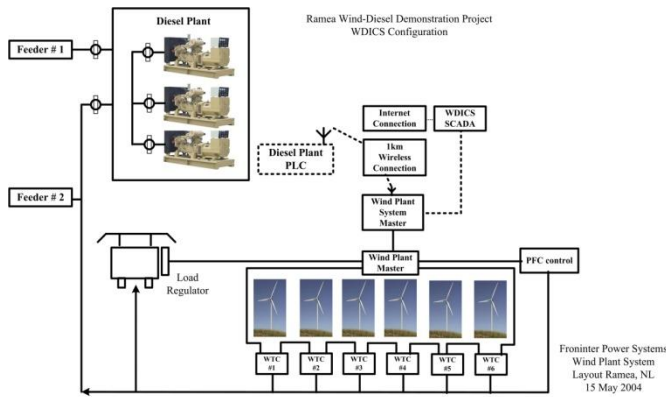 Diesel Plant
Ramea Wind-Diesel Demonstration Project
WDICS Configuration
Feeder # 1
Internet
Connection
WDICS
SCADA
Diesel Plant
PLC
1km
Wireless
Connection
Feeder # 2
Wind Plant
System
Master
Wind Plant
Master
PFC control
Load
Regulator
WTC
#1
WTC
#2
WTC
#3
WTC
#4
WTC
#5
WTC
#6
Froninter Power Systems
Wind Plant System
Layout Ramea, NL
15 May 2004